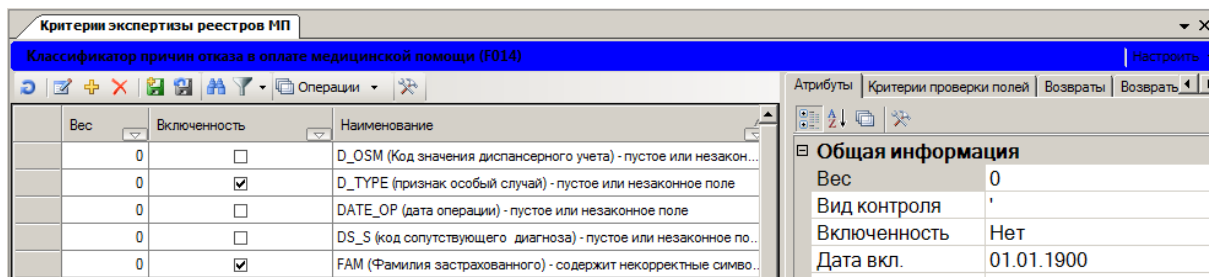 Критерии экспертизы реестров МП
Классификатор причин отказа в оплате медицинской помощи (F014)
Настроить
Операции
Атрибуты Критерии проверки полей Возвраты Возврать
Вес Включенность Наименование
0 D_OSM (Код значения диспансерного учета) - пустое или незакон...
0 D_TYPE (признак особый случай) - пустое или незаконное поле
0 DATE_OP (дата операции) - пустое или незаконное поле
0 DS_S (код сопутствующего диагноза) - пустое или незаконное по...
0 FAM (Фамилия застрахованного) - содержит некорректные симво...
Общая информация
Вес 0
Вид контроля '
Включенность Нет
Дата вкл. 01.01.1900